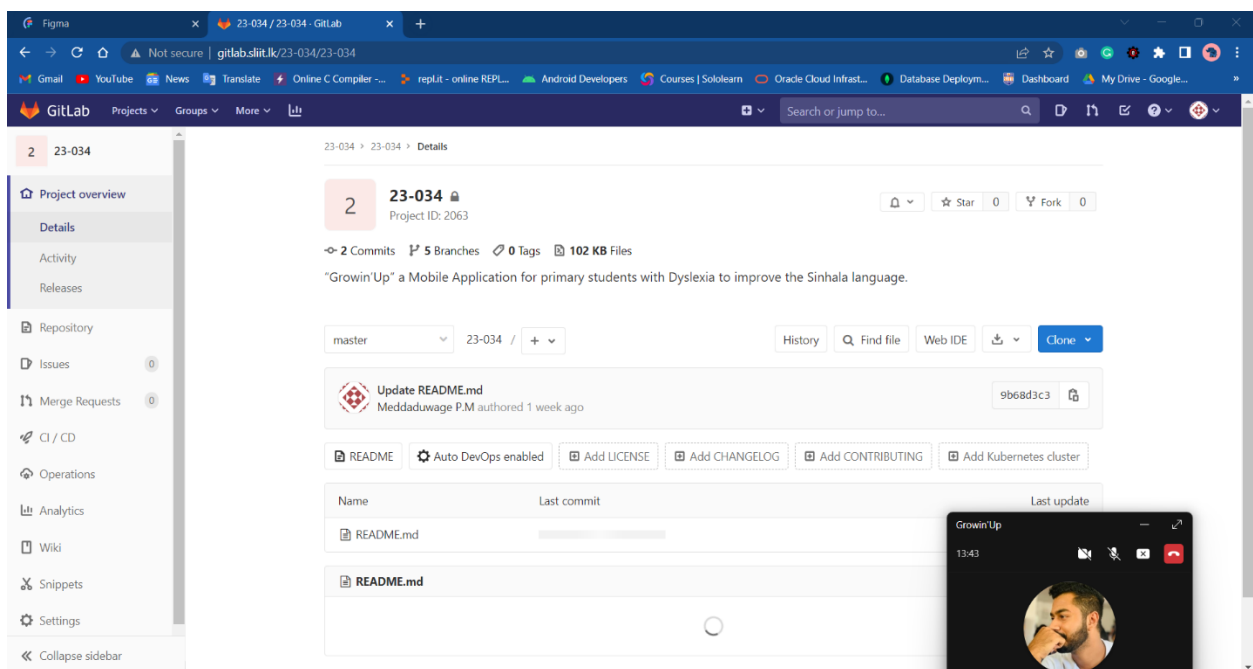 Figma
23-034 / 23-034 · GitLab
Not secure | gitlab.sliit.lk/23-034/23-034
Gmail YouTube News Translate Online C Compiler -... repl.it - online REPL... Android Developers Courses | Sololearn Oracle Cloud Infrast... Database Deploym... Dashboard My Drive - Google... »
GitLab Projects Groups More Search or jump to...
2 23-034
Project overview
Details
Activity
Releases
Repository
Issues 0
Merge Requests 0
CI / CD
Operations
Analytics
Wiki
Snippets
Settings
Collapse sidebar
23-034 > 23-034 > Details
2
23-034
Project ID: 2063
Star 0 Fork 0
2 Commits 5 Branches 0 Tags 102 KB Files
"Growin'Up" a Mobile Application for primary students with Dyslexia to improve the Sinhala language.
master 23-034 / + History Find file Web IDE Clone
Update README.md
Meddaduwage P.M authored 1 week ago
9b68d3c3
README Auto DevOps enabled Add LICENSE Add CHANGELOG Add CONTRIBUTING Add Kubernetes cluster
Name Last commit Last update
README.md
README.md
Growin'Up
13:43